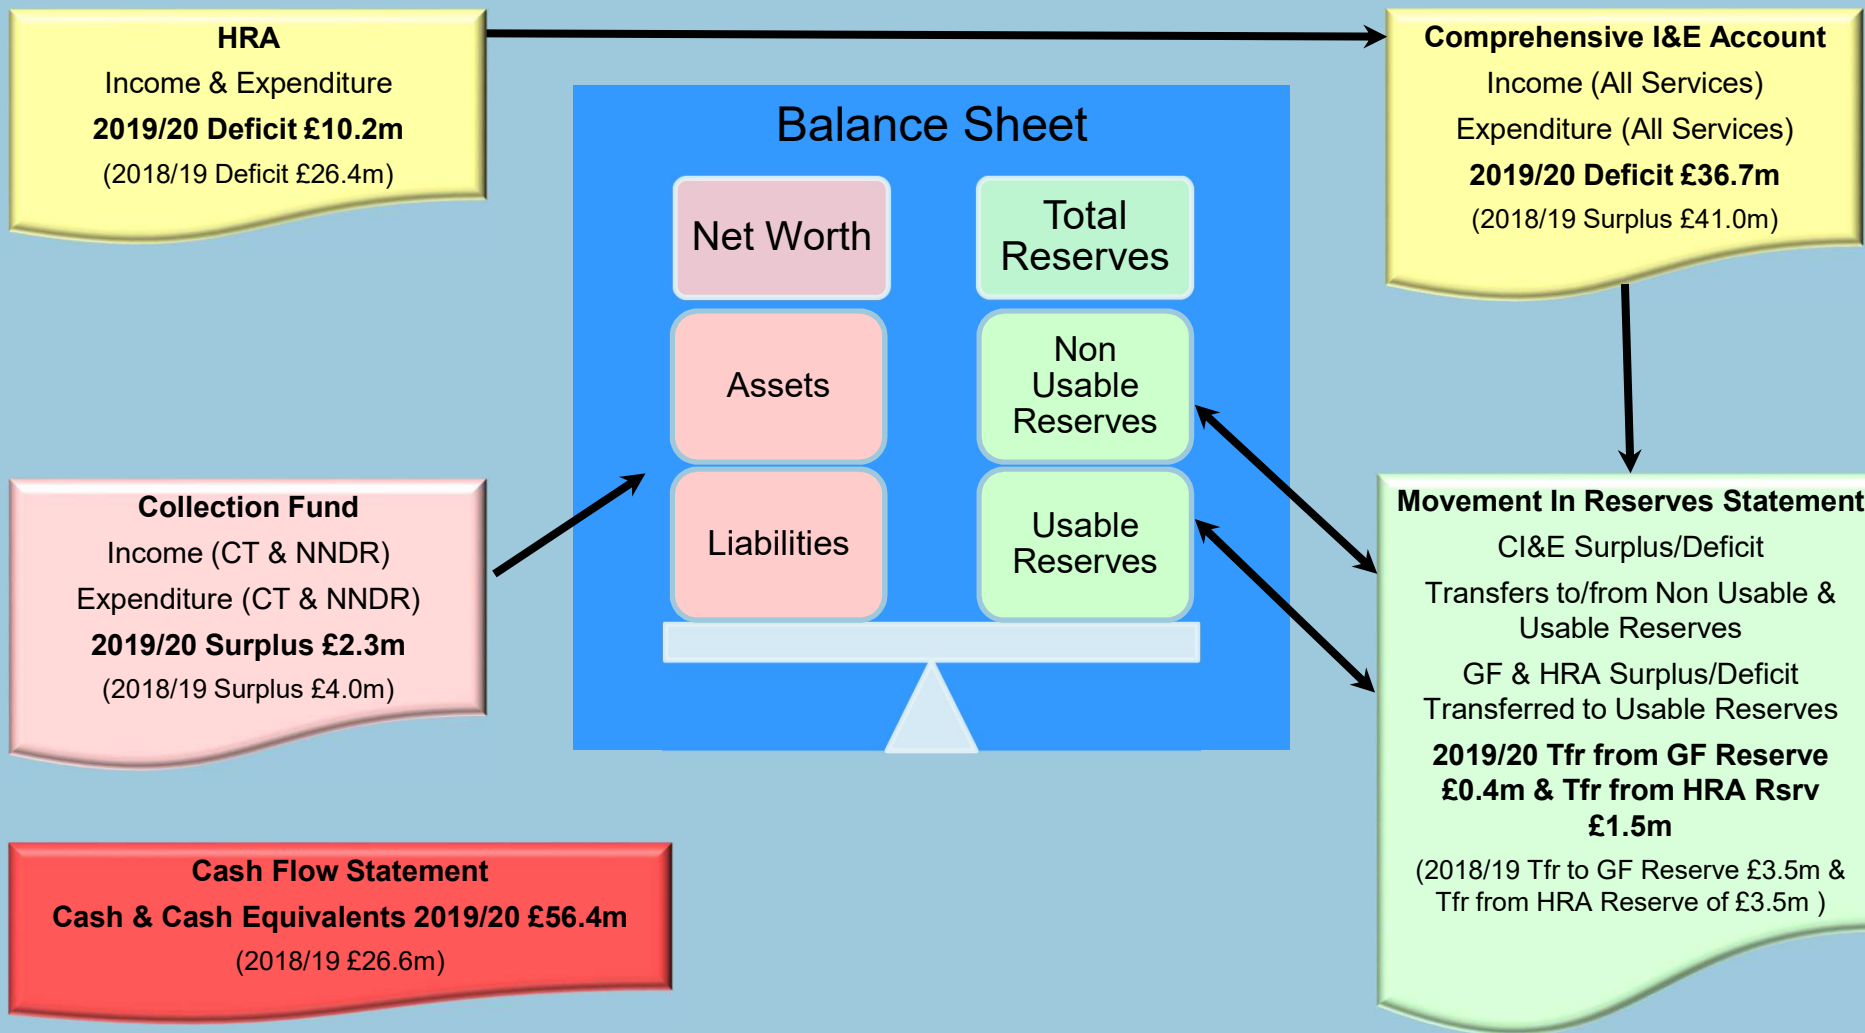 HRA
Income & Expenditure
2019/20 Deficit £10.2m
(2018/19 Deficit £26.4m)
Comprehensive I&E Account
Income (All Services)
Expenditure (All Services)
2019/20 Deficit £36.7m
(2018/19 Surplus £41.0m)
Balance Sheet
Net Worth
Total
Reserves
Assets
Non
Usable
Reserves
Liabilities
Usable
Reserves
Collection Fund
Income (CT & NNDR)
Expenditure (CT & NNDR)
2019/20 Surplus £2.3m
(2018/19 Surplus £4.0m)
Movement In Reserves Statement
CI&E Surplus/Deficit
Transfers to/from Non Usable &
Usable Reserves
GF & HRA Surplus/Deficit
Transferred to Usable Reserves
2019/20 Tfr from GF Reserve
£0.4m & Tfr from HRA Rsrv
£1.5m
(2018/19 Tfr to GF Reserve £3.5m &
Tfr from HRA Reserve of £3.5m )
Cash Flow Statement
Cash & Cash Equivalents 2019/20 £56.4m
(2018/19 £26.6m)